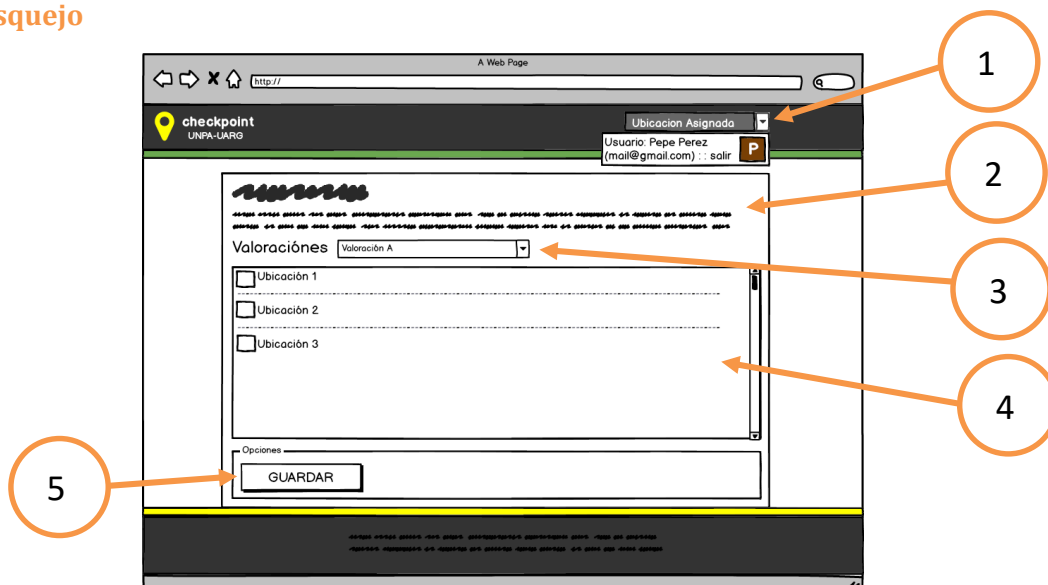 squejo
A Web Page
http://
checkpoint
UNPA-UARG
Ubicacion Asignada
Usuario: Pepe Perez
(mail@gmail.com) : : salir
P
1
2
Valoraciónes
Valoración A
3
Ubicación 1
Ubicación 2
Ubicación 3
4
Opciones
GUARDAR
5